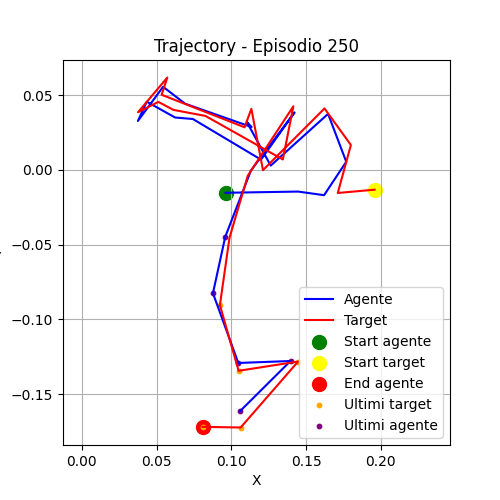 Trajectory - Episodio 250
0.05
0.00
−0.05
−0.10
−0.15
0.00 0.05 0.10 0.15 0.20
X
Agente
Target
Start agente
Start target
End agente
Ultimi target
Ultimi agente